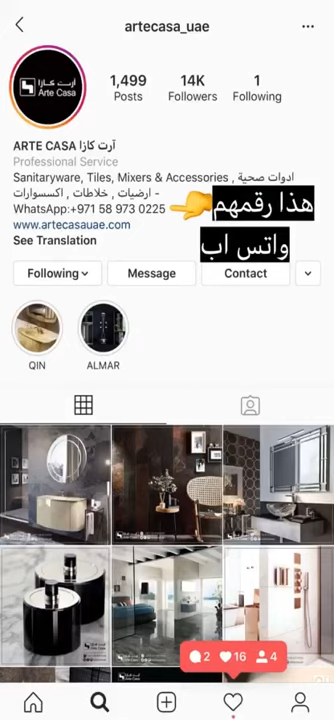 artecasa_uae
آرت كازا
Arte Casa
1,499
Posts
14K
Followers
1
Following
ARTE CASA آرت كازا
Professional Service
Sanitaryware, Tiles, Mixers & Accessories , ادوات صحية
- ارضيات , خلاطات , اكسسوارات
WhatsApp:+971 58 973 0225
هذا رقمهم
واتس اب
www.artecasauae.com
See Translation
Following
Message
Contact
QIN
ALMAR
2
16
4